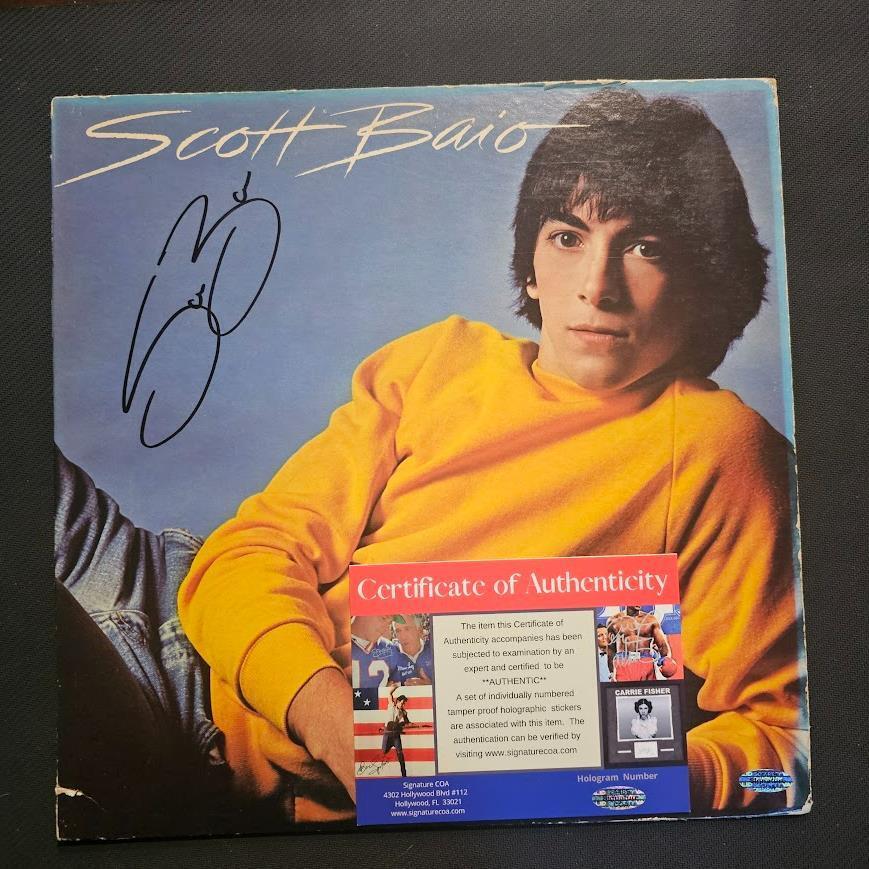 Scott Baio
Certificate of Authenticity
The item this Certificate of
Authenticity accompanies has been
subjected to examination by an
expert and certified to be
**AUTHENTIC**
A set of individually numbered
tamper proof holographic stickers
are associated with this item. The
authentication can be verified by
visiting www.signaturecoa.com
12
CARRIE FISHER
Signature COA
4302 Hollywood Blvd #112
Hollywood, FL 33021
www.signaturecoa.com
Hologram Number